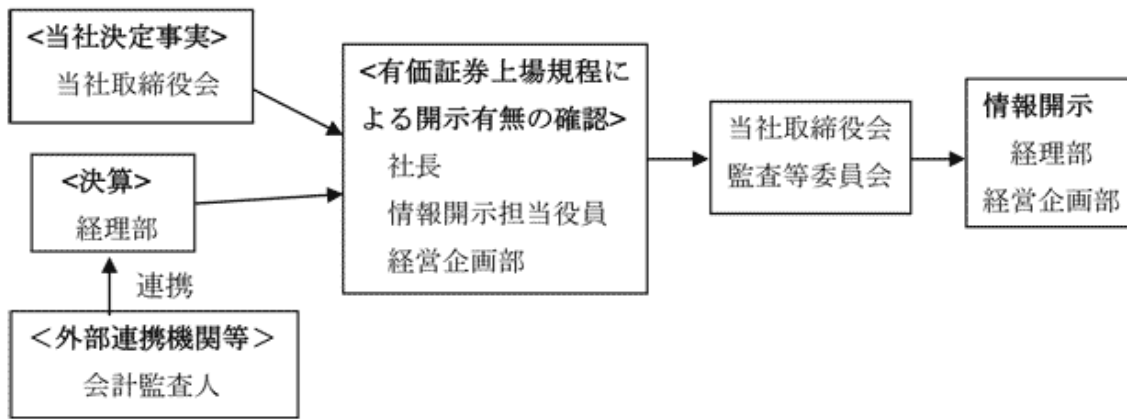 <当社決定事実>
当社取締役会
<決算>
経理部
連携
＜外部連携機関等＞
会計監査人
<有価証券上場規程に
よる開示有無の確認>
社長
情報開示担当役員
経営企画部
当社取締役会
監査等委員会
情報開示
経理部
経営企画部